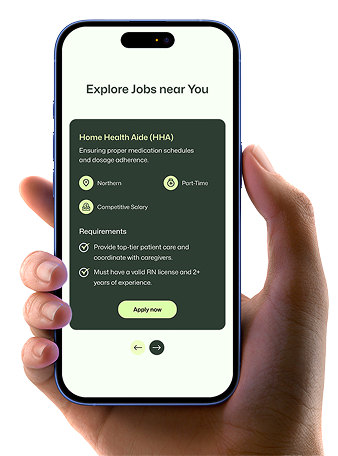 Explore Jobs near You
Home Health Aide (HHA)
Ensuring proper medication schedules
and dosage adherence.
Northern
Part-Time
Competitive Salary
Requirements
Provide top-tier patient care and
coordinate with caregivers.
Must have a valid RN license and 2+
years of experience.
Apply now